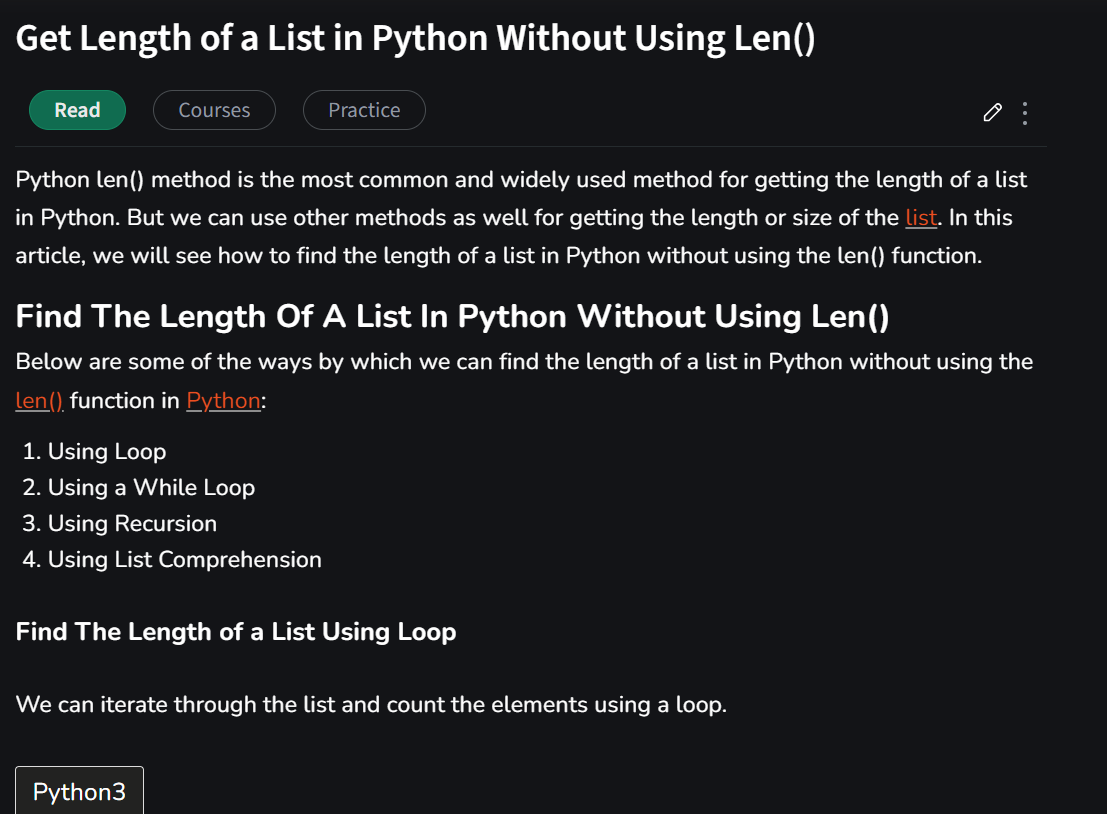 Get Length of a List in Python Without Using Len()
Read Courses Practice
Python len() method is the most common and widely used method for getting the length of a list
in Python. But we can use other methods as well for getting the length or size of the list. In this
article, we will see how to find the length of a list in Python without using the len() function.
Find The Length Of A List In Python Without Using Len()
Below are some of the ways by which we can find the length of a list in Python without using the
len() function in Python:
1. Using Loop
2. Using a While Loop
3. Using Recursion
4. Using List Comprehension
Find The Length of a List Using Loop
We can iterate through the list and count the elements using a loop.
Python3